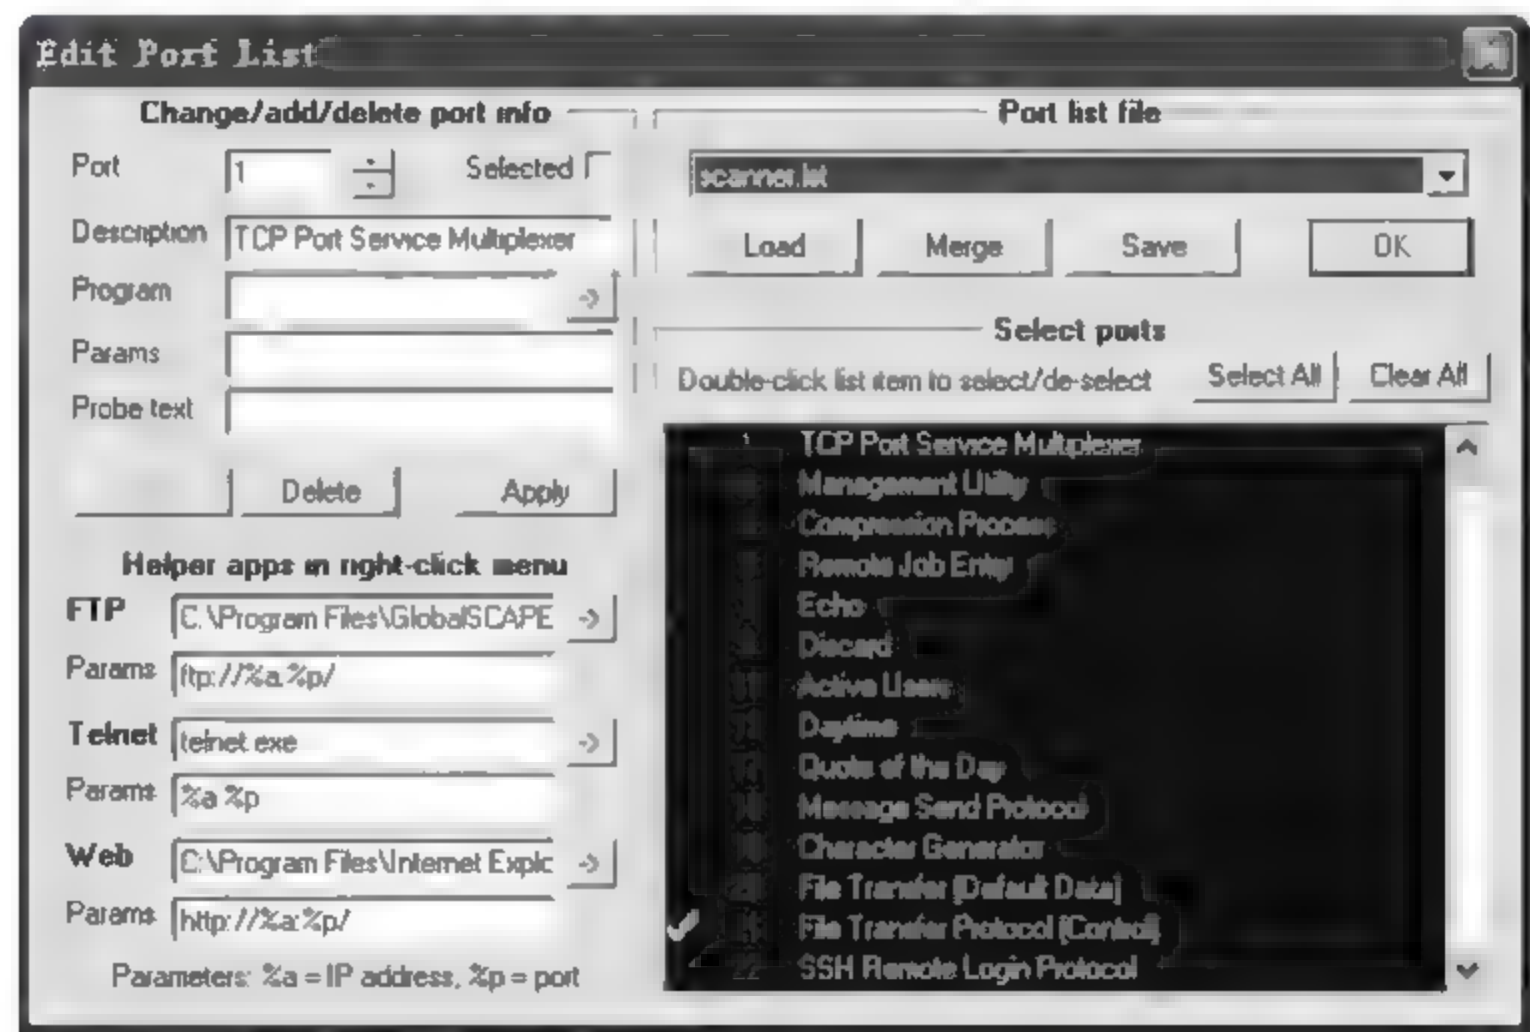 Edit Port List
Change/add/delete port info
Port 1 Selected
Description TCP Port Service Multiplexer
Program ->
Params
Probe text
Delete Apply
Helper apps in right-click menu
FTP C:\Program Files\GlobalSCAPE ->
Params ftp://%a:%p/
Telnet telnet.exe ->
Params %a %p
Web C:\Program Files\Internet Explc ->
Params http://%a:%p/
Parameters: %a = IP address, %p = port
Port list file
scanner.lst
Load Merge Save OK
Select ports
Double-click list item to select/de-select Select All Clear All
1 TCP Port Service Multiplexer
Management Utility
Compression Process
Remote Job Entry
Echo
Discard
Active Users
Daytime
Quote of the Day
Message Send Protocol
Character Generator
File Transfer [Default Data]
File Transfer Protocol [Control]
22 SSH Remote Login Protocol